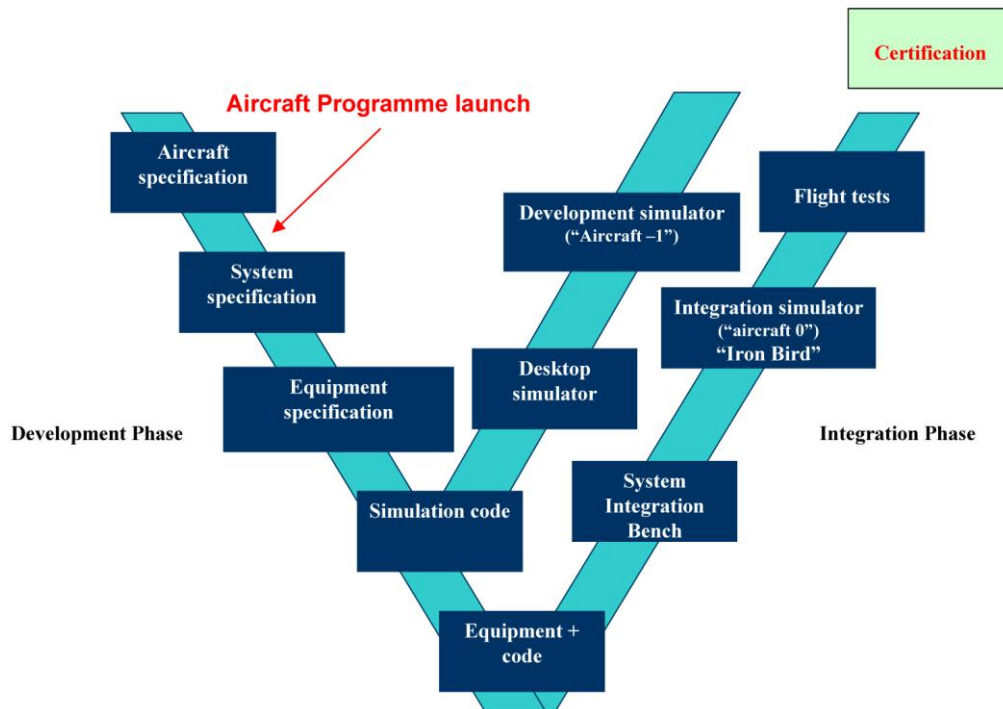 Certification
Aircraft Programme launch
Aircraft
specification
Flight tests
Development simulator
(“Aircraft –1”)
System
specification
Integration simulator
(“aircraft 0”)
“Iron Bird”
Desktop
simulator
Equipment
specification
Development Phase
Integration Phase
System
Integration
Bench
Simulation code
Equipment +
code